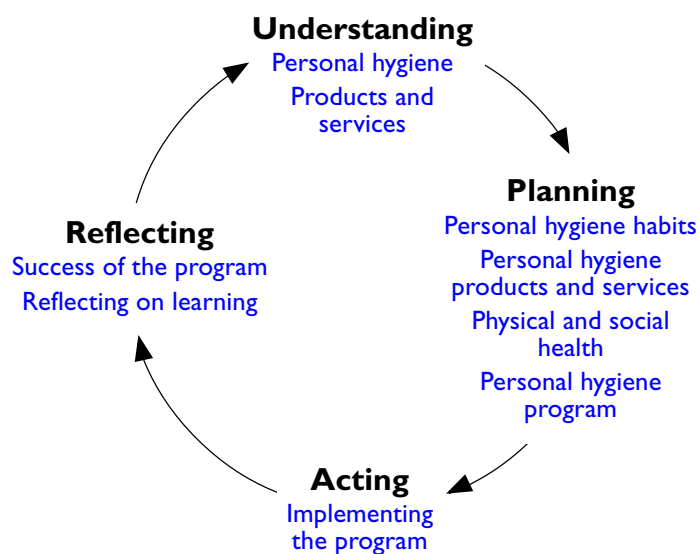 Understanding
Personal hygiene
Products and
services
Planning
Personal hygiene habits
Personal hygiene
products and services
Physical and social
health
Personal hygiene
program
Acting
Implementing
the program
Reflecting
Success of the program
Reflecting on learning